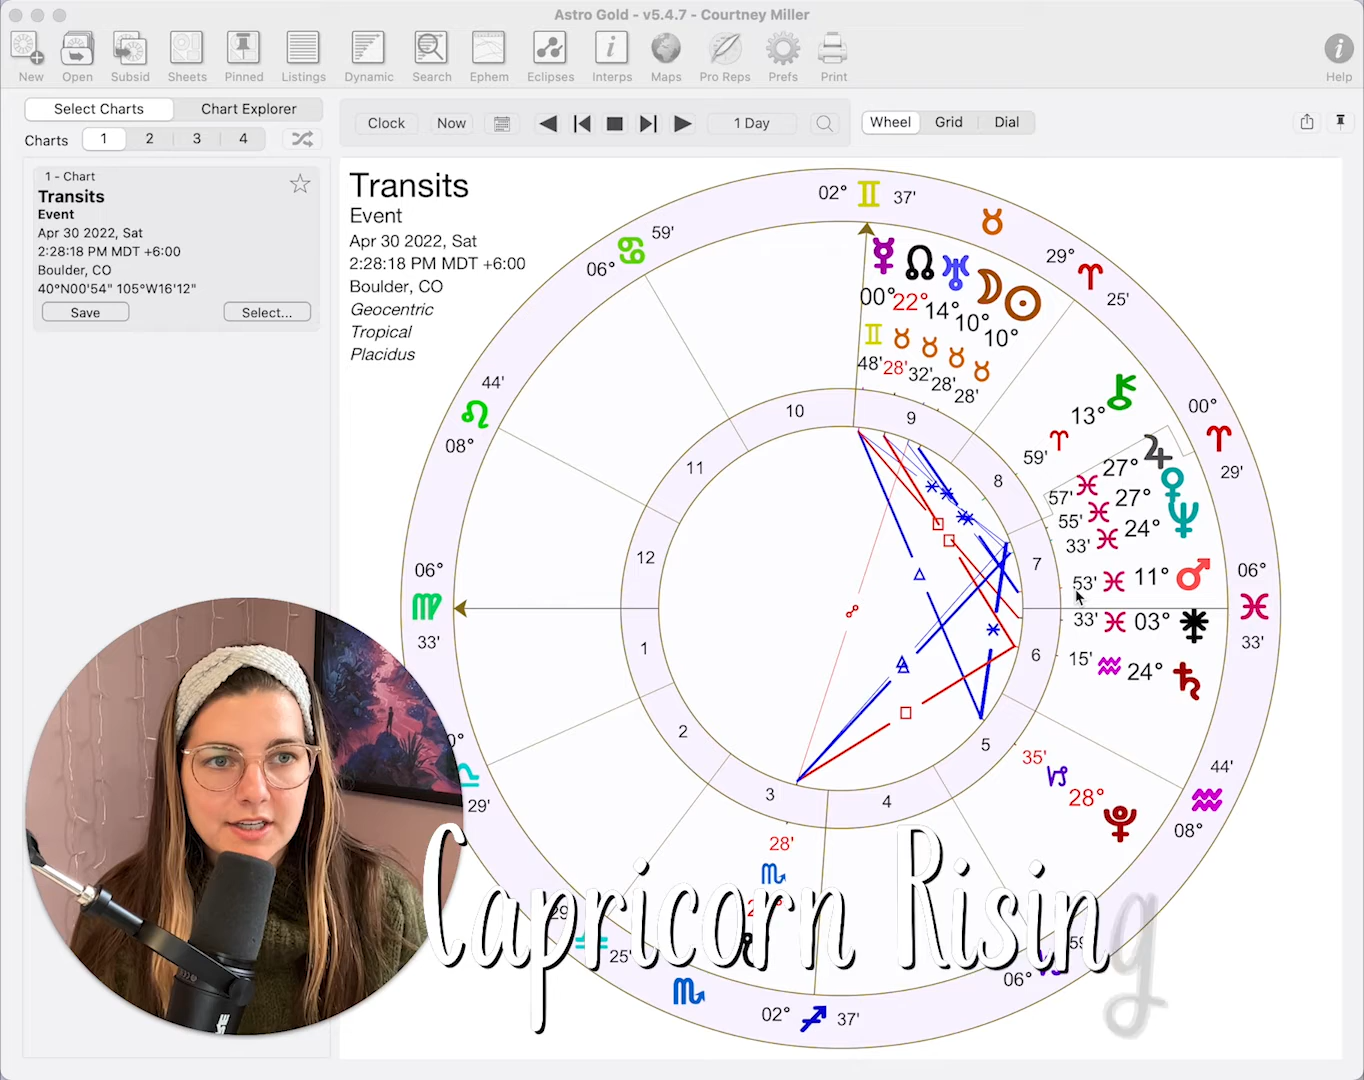 Astro Gold - v5.4.7 - Courtney Miller
New Open Subsid Sheets Pinned Listings Dynamic Search Ephem Eclipses Interps Maps Pro Reps Prefs Print Help
Select Charts Chart Explorer
Charts 1 2 3 4
Clock Now 1 Day Wheel Grid Dial
1 - Chart
Transits
Event
Apr 30 2022, Sat
2:28:18 PM MDT +6:00
Boulder, CO
40°N00'54" 105°W16'12"
Save Select...
Transits
Event
Apr 30 2022, Sat
2:28:18 PM MDT +6:00
Boulder, CO
Geocentric
Tropical
Placidus
02° ♊ 37'
♉
29° ♈ 25'
06° ♋ 59'
44' ♌ 08°
06° ♍ 33'
0° ♎ 29'
29 ♎ 25'
♏
02° ♐ 37'
06° ♑ 59'
44' ♒ 08°
06° ♓ 33'
00° ♈ 29'
☿ 00° ♊ 48'
☊ 22° ♉ 28'
♅ 14° ♉ 32'
☽ 10° ♉ 28'
☉ 10° ♉ 28'
⚷ 13° ♈ 59'
♃ 27° ♓ 57'
♀ 27° ♓ 55'
♆ 24° ♓ 33'
♂ 11° ♓ 53'
⚵ 03° ♓ 33'
♄ 24° ♒ 15'
♇ 28° ♑ 35'
28' ♏
10 9 8 7 6 5 4 3 2 1 12 11
Capricorn Rising